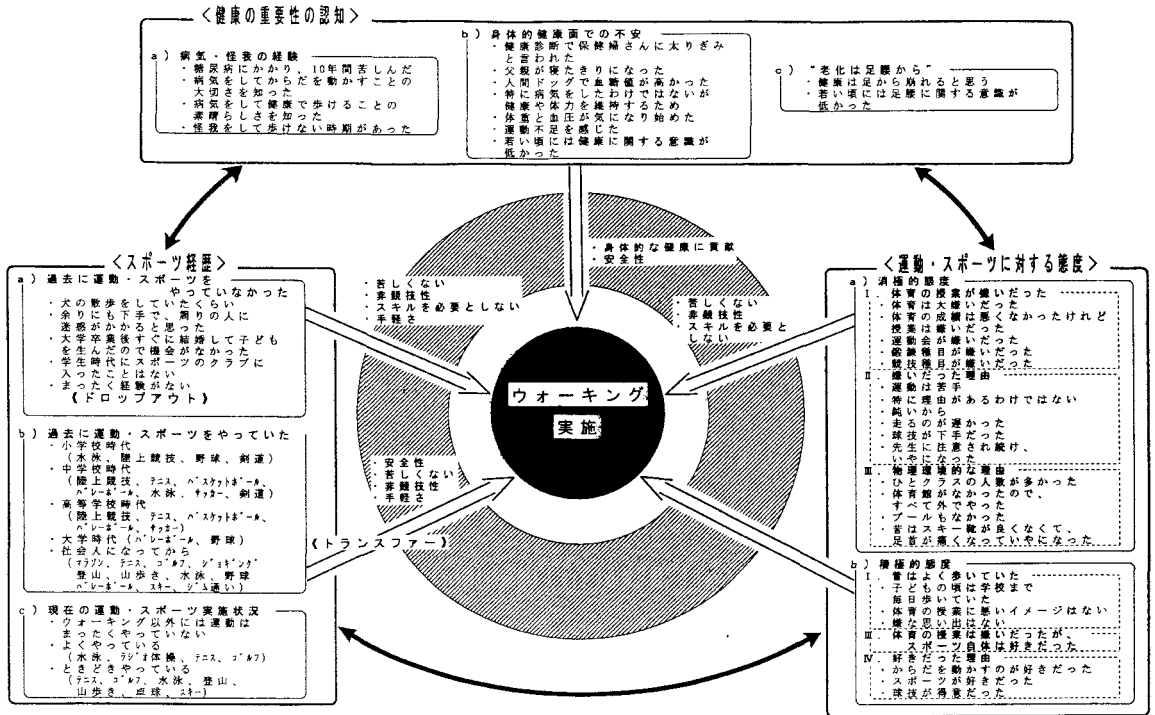 ＜健康の重要性の認知＞
a）病気・怪我の経験
・糖尿病にかかり、10年間苦しんだ
・病気をしてからだを動かすことの
大切さを知った
・病気をして健康で歩けることの
素晴らしさを知った
・怪我をして歩けない時期があった
b）身体的健康面での不安
・健康診断で保健婦さんに太りぎみ
と言われた
・父親が寝たきりになった
・人間ドッグで血糖値が高かった
・特に病気をしたわけではないが
健康や体力を維持するため
・体重と血圧が気になり始めた
・運動不足を感じた
・若い頃には健康に関する意識が
低かった
c）“老化は足腰から”
・健康は足から崩れると思う
・若い頃には足腰に関する意識が
低かった
＜スポーツ経歴＞
a）過去に運動・スポーツを
やっていなかった
・犬の散歩をしていたくらい
・余りにも下手で、周りの人に
迷惑がかかると思った
・大学卒業後すぐに結婚して子ども
を生んだので機会がなかった
・学生時代にスポーツのクラブに
入ったことはない
・まったく経験がない
《ドロップアウト》
b）過去に運動・スポーツをやっていた
・小学校時代
（水泳、陸上競技、野球、剣道）
・中学校時代
（陸上競技、テニス、バスケットボール、
バレーボール、水泳、サッカー、剣道）
・高等学校時代
（陸上競技、テニス、バスケットボール、
バレーボール、サッカー）
・大学時代（バレーボール、野球）
・社会人になってから
（マラソン、テニス、ゴルフ、ジョギング
登山、山歩き、水泳、野球
バレーボール、スキー、ジム通い）
c）現在の運動・スポーツ実施状況
・ウォーキング以外には運動は
まったくやっていない
・よくやっている
（水泳、ラジオ体操、テニス、ゴルフ）
・ときどきやっている
（テニス、ゴルフ、水泳、登山、
山歩き、卓球、スキー）
・苦しくない
・非競技性
・スキルを必要としない
・手軽さ
・身体的な健康に貢献
・安全性
・苦しくない
・非競技性
・スキルを必要と
しない
ウォーキング
実施
・安全性
・苦しくない
・非競技性
・手軽さ
《トランスファー》
＜運動・スポーツに対する態度＞
a）消極的態度
Ⅰ．体育の授業が嫌いだった
・体育は大嫌いだった
・体育の成績は悪くなかったけれど
授業は嫌いだった
・運動会が嫌いだった
・鍛錬種目が嫌いだった
・競技種目が嫌いだった
Ⅱ．嫌いだった理由
・運動は苦手
・特に理由があるわけではない
・鈍いから
・走るのが遅かった
・球技が下手だった
・先生に注意され続け、
いやになった
Ⅲ．物理環境的な理由
・ひとクラスの人数が多かった
・体育館がなかったので、
すべて外でやった
・プールもなかった
・昔はスキー靴が良くなくて、
足首が痛くなっていやになった
b）積極的態度
Ⅰ．昔はよく歩いていた
・子どもの頃は学校まで
毎日歩いていた
・体育の授業に悪いイメージはない
・嫌な思い出はない
Ⅲ．体育の授業は嫌いだったが、
スポーツ自体は好きだった
Ⅳ．好きだった理由
・からだを動かすのが好きだった
・スポーツが好きだった
・球技が得意だった